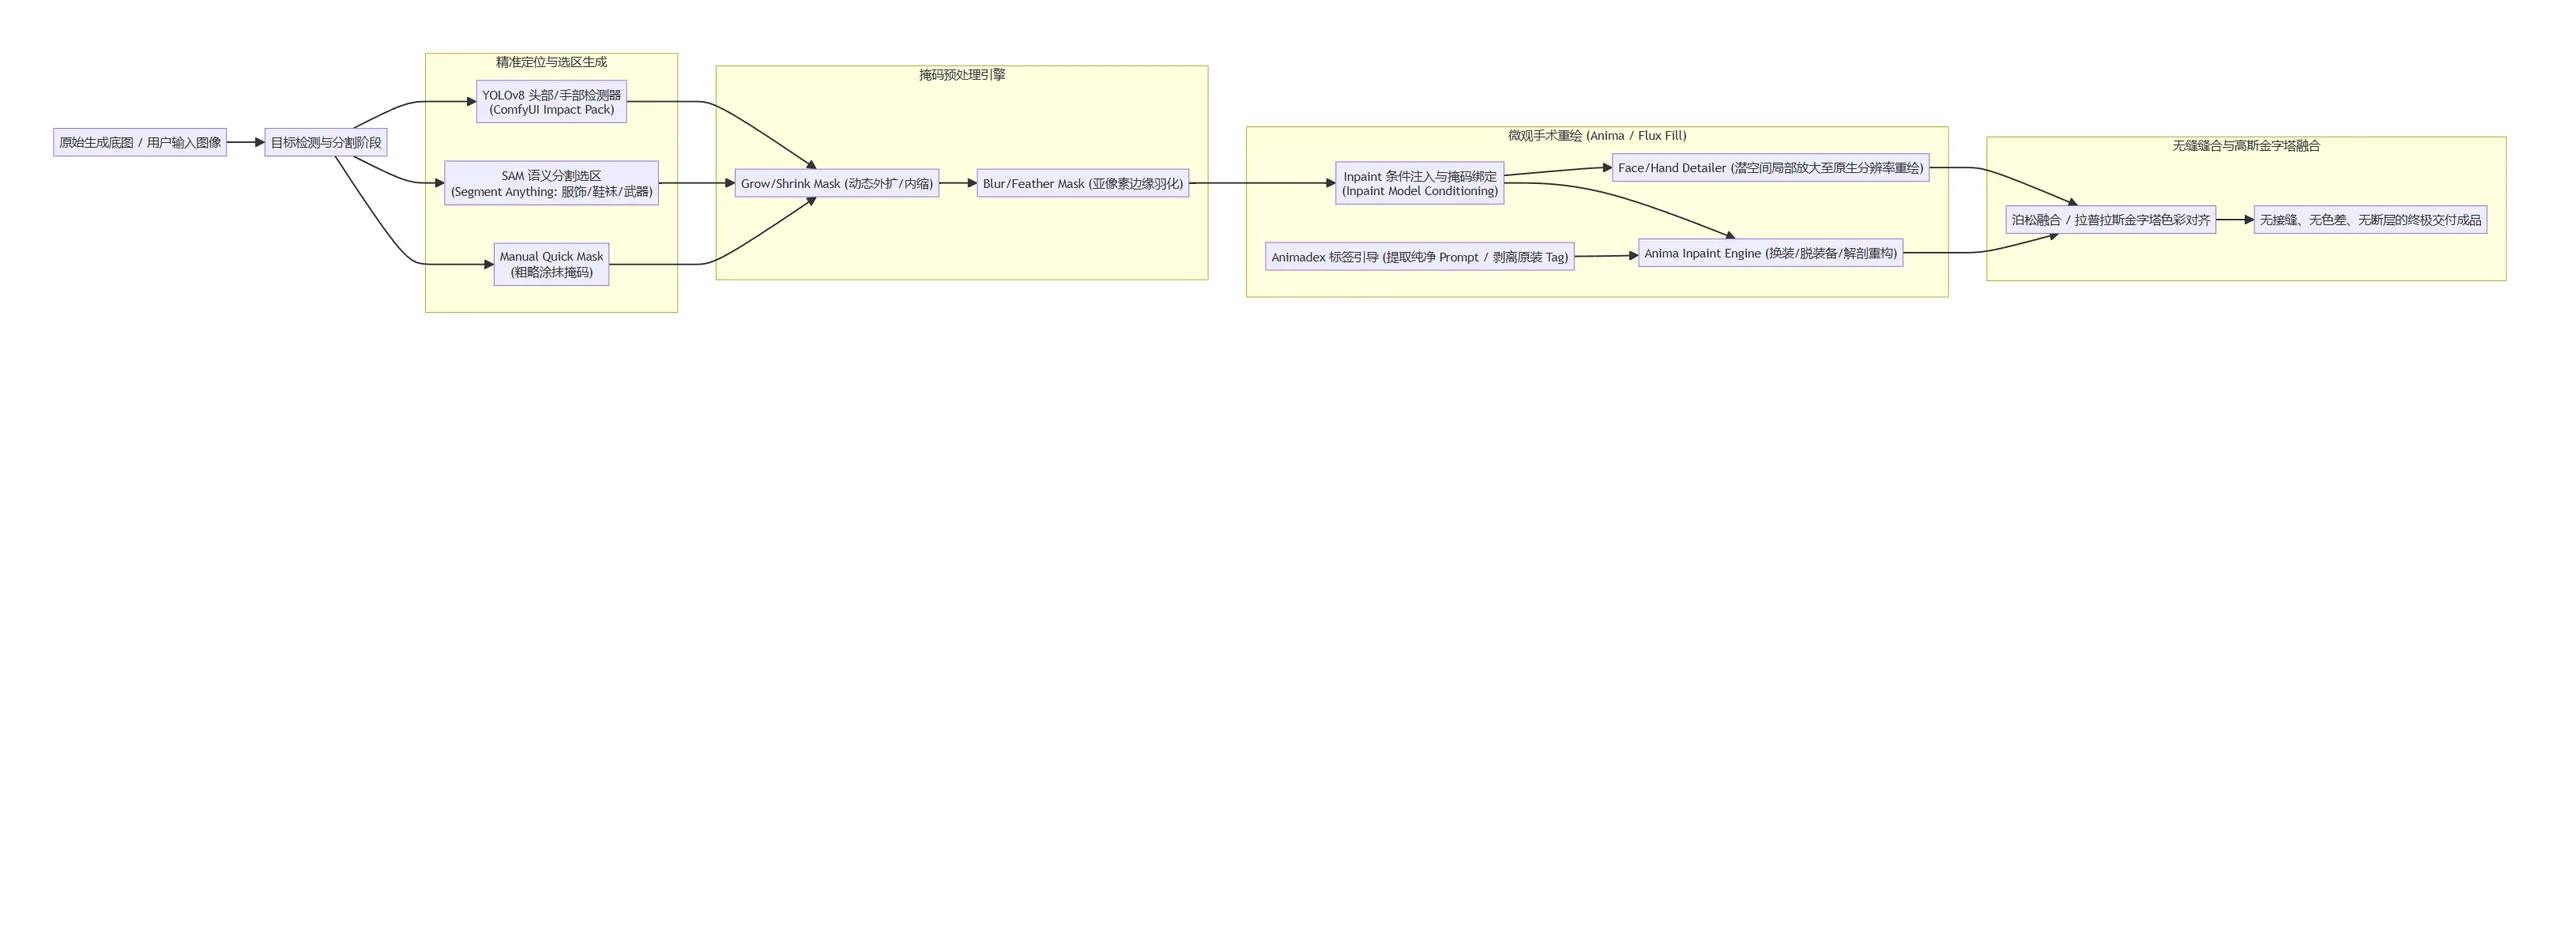 原始生成底图 / 用户输入图像
目标检测与分割阶段
精准定位与选区生成
YOLOv8 头部/手部检测器
(ComfyUI Impact Pack)
SAM 语义分割选区
(Segment Anything: 服饰/鞋袜/武器)
Manual Quick Mask
(粗略涂抹掩码)
掩码预处理引擎
Grow/Shrink Mask (动态外扩/内缩)
Blur/Feather Mask (亚像素边缘羽化)
微观手术重绘 (Anima / Flux Fill)
Inpaint 条件注入与掩码绑定
(Inpaint Model Conditioning)
Face/Hand Detailer (潜空间局部放大至原生分辨率重绘)
Animadex 标签引导 (提取纯净 Prompt / 剥离原装 Tag)
Anima Inpaint Engine (换装/脱装备/解剖重构)
无缝缝合与高斯金字塔融合
泊松融合 / 拉普拉斯金字塔色彩对齐
无接缝、无色差、无断层的终极交付成品